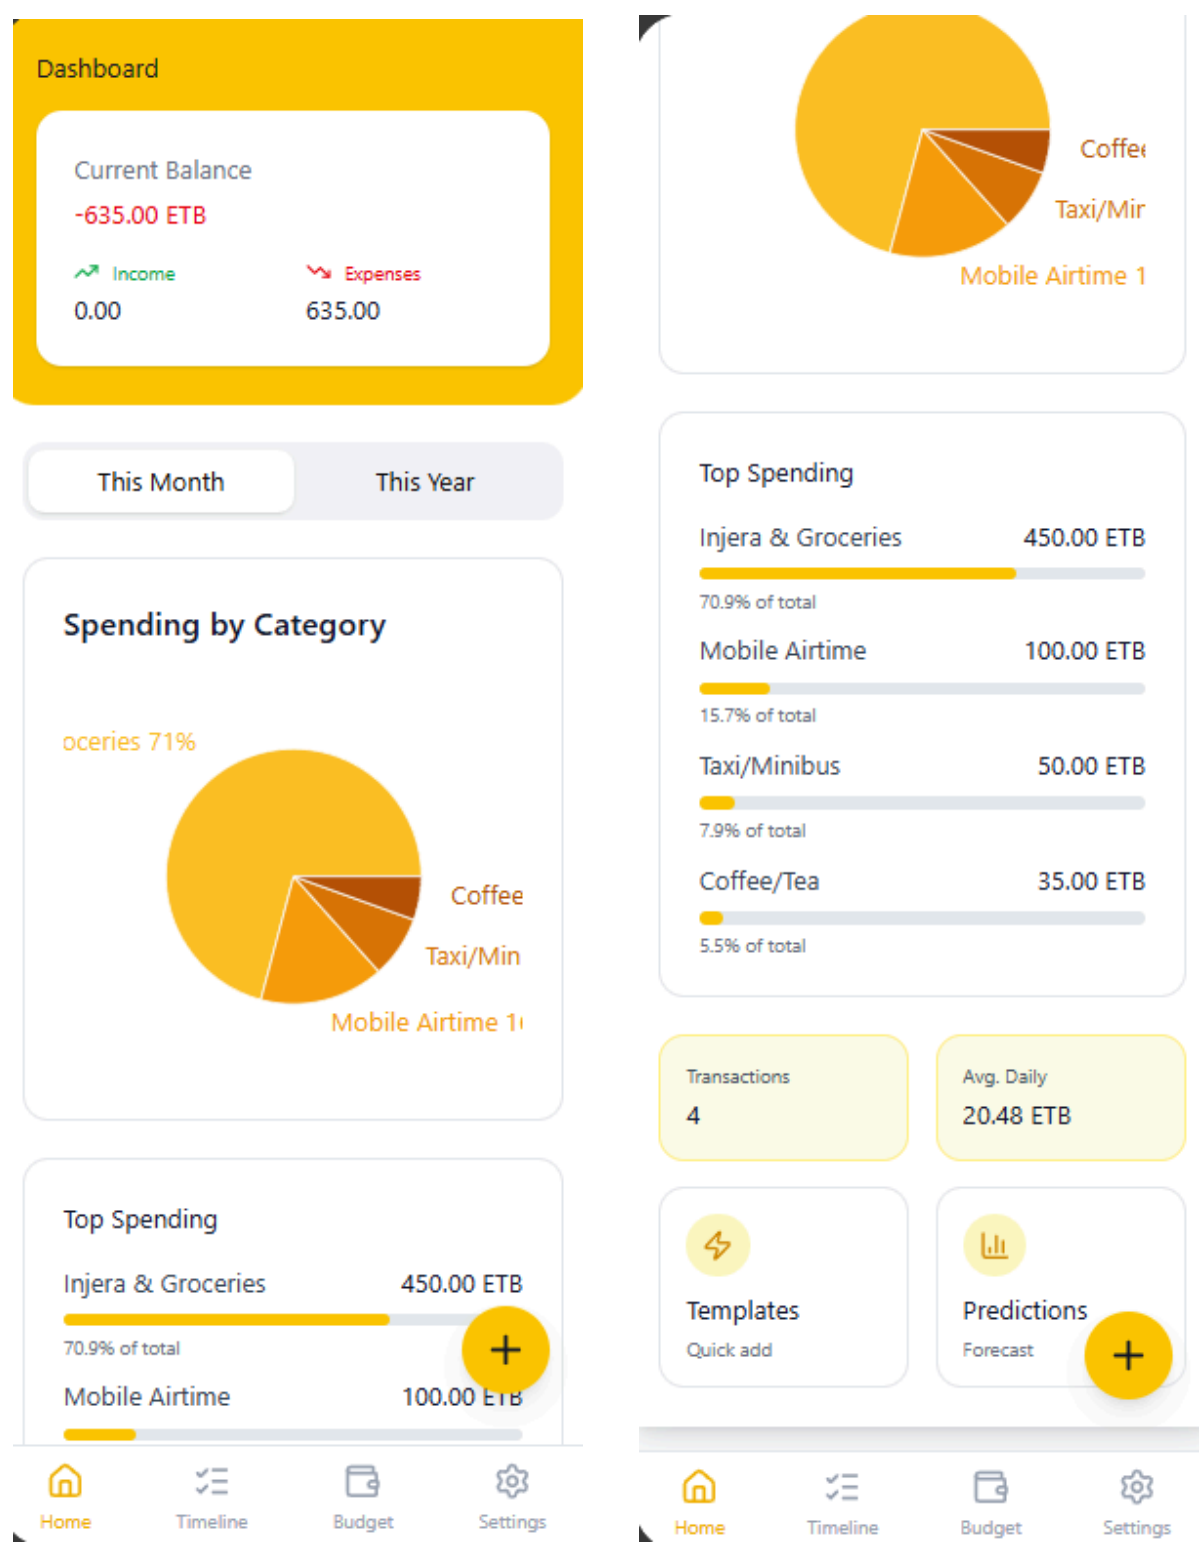 Dashboard
Current Balance
-635.00 ETB
Income Expenses
0.00 635.00
This Month This Year
Spending by Category
oceries 71%
Coffee
Taxi/Min
Mobile Airtime 1
Top Spending
Injera & Groceries 450.00 ETB
70.9% of total
Mobile Airtime 100.00 ETB
Home Timeline Budget Settings
Coffe
Taxi/Mir
Mobile Airtime 1
Top Spending
Injera & Groceries 450.00 ETB
70.9% of total
Mobile Airtime 100.00 ETB
15.7% of total
Taxi/Minibus 50.00 ETB
7.9% of total
Coffee/Tea 35.00 ETB
5.5% of total
Transactions Avg. Daily
4 20.48 ETB
Templates Predictions
Quick add Forecast
Home Timeline Budget Settings